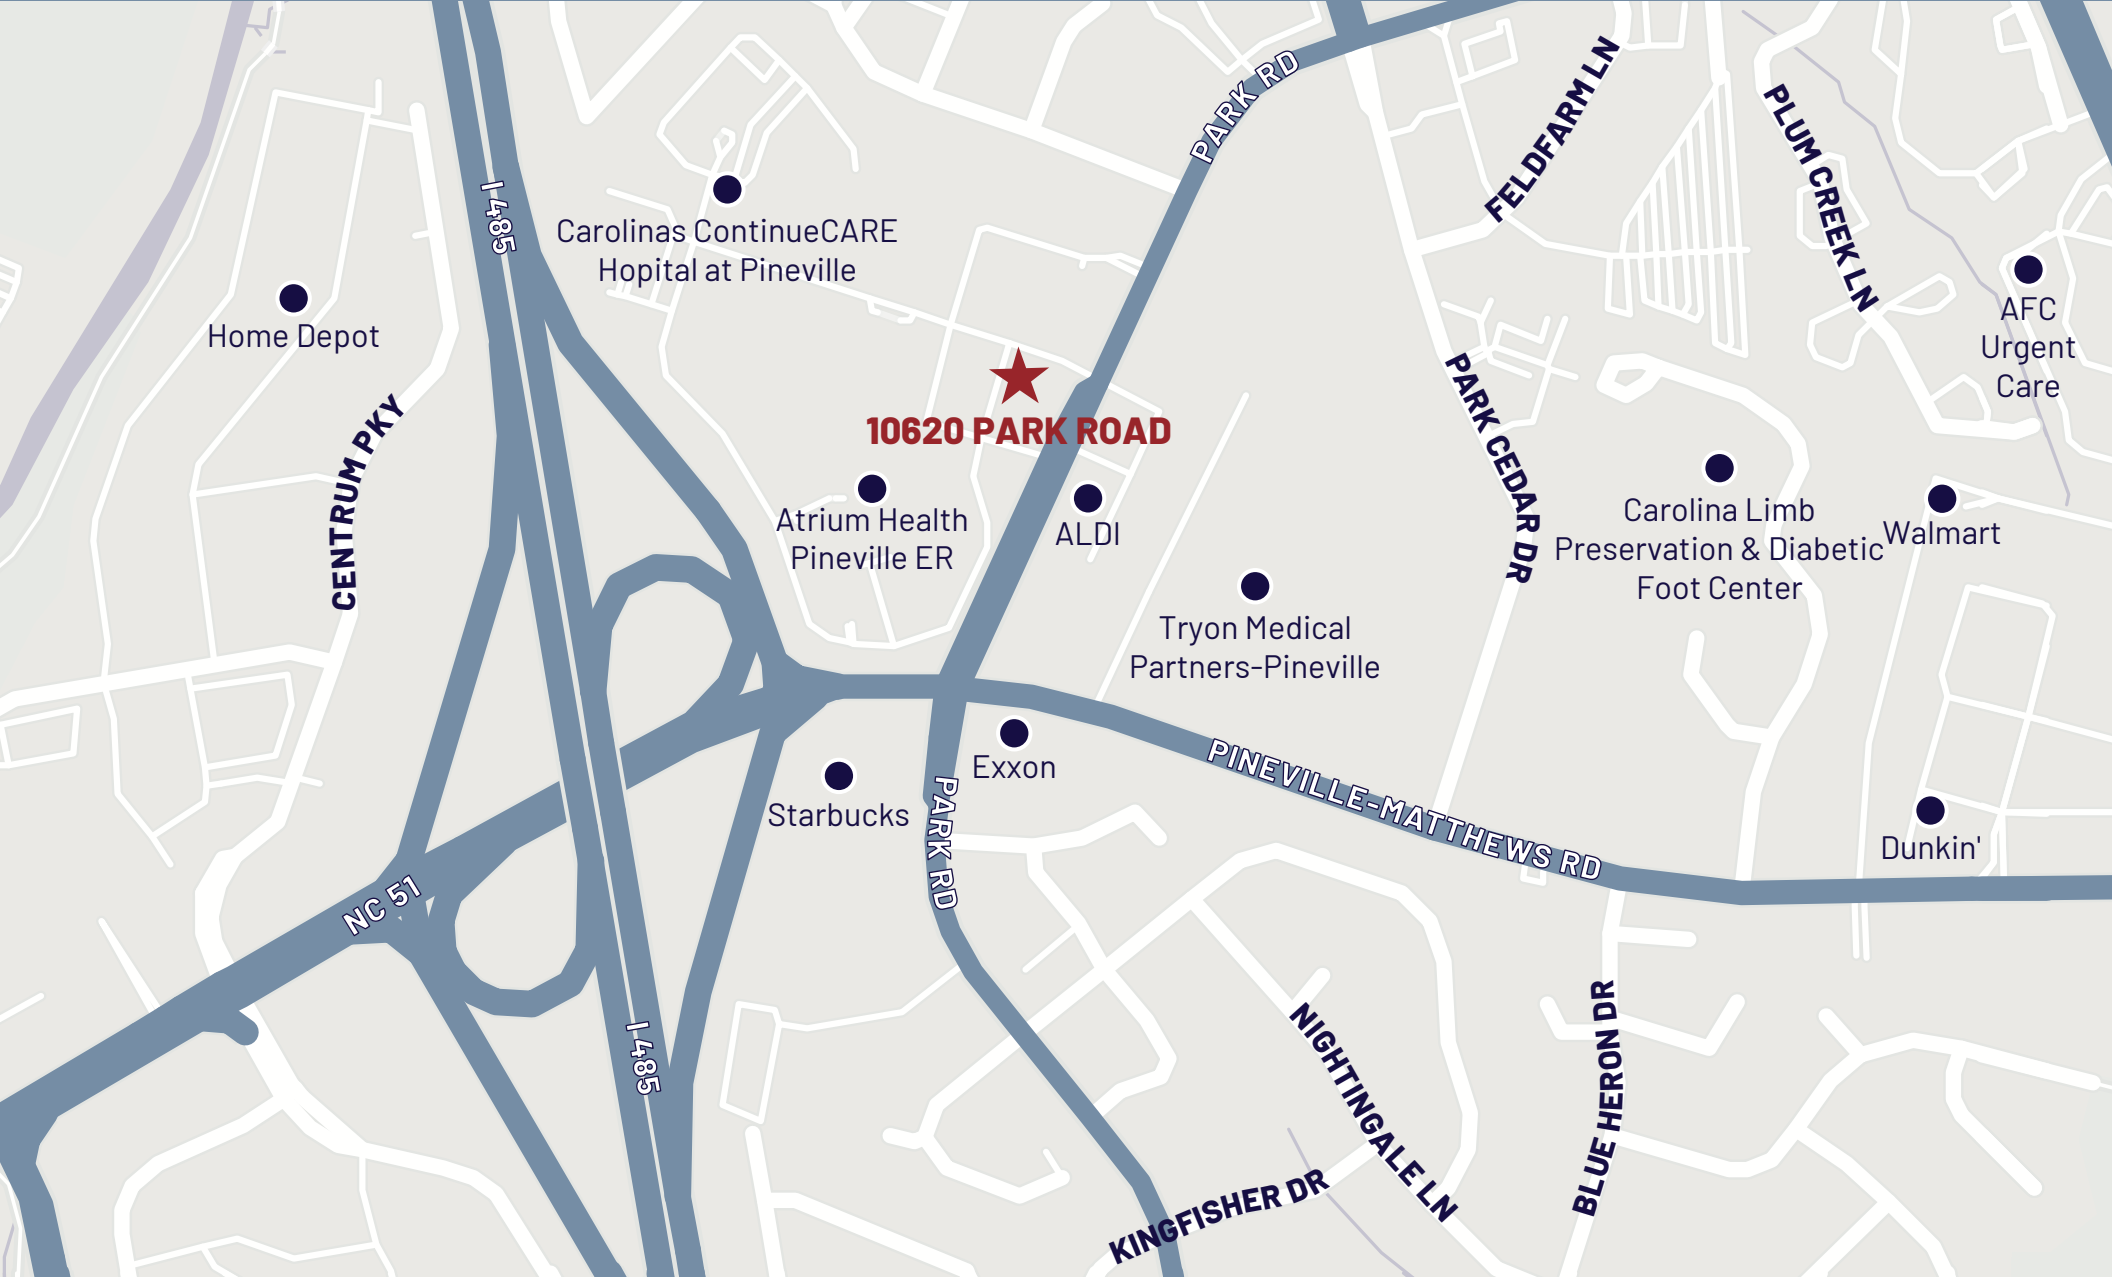 PARK RD
FELDFARM LN
PLUM CREEK LN
I 485
Carolinas ContinueCARE
Hopital at Pineville
Home Depot
AFC
Urgent
Care
CENTRUM PKY
PARK CEDAR DR
10620 PARK ROAD
Atrium Health
Pineville ER
ALDI
Carolina Limb
Preservation & Diabetic
Foot Center
Walmart
Tryon Medical
Partners-Pineville
Exxon
Starbucks
PARK RD
PINEVILLE-MATTHEWS RD
Dunkin'
NC 51
I 485
NIGHTINGALE LN
BLUE HERON DR
KINGFISHER DR